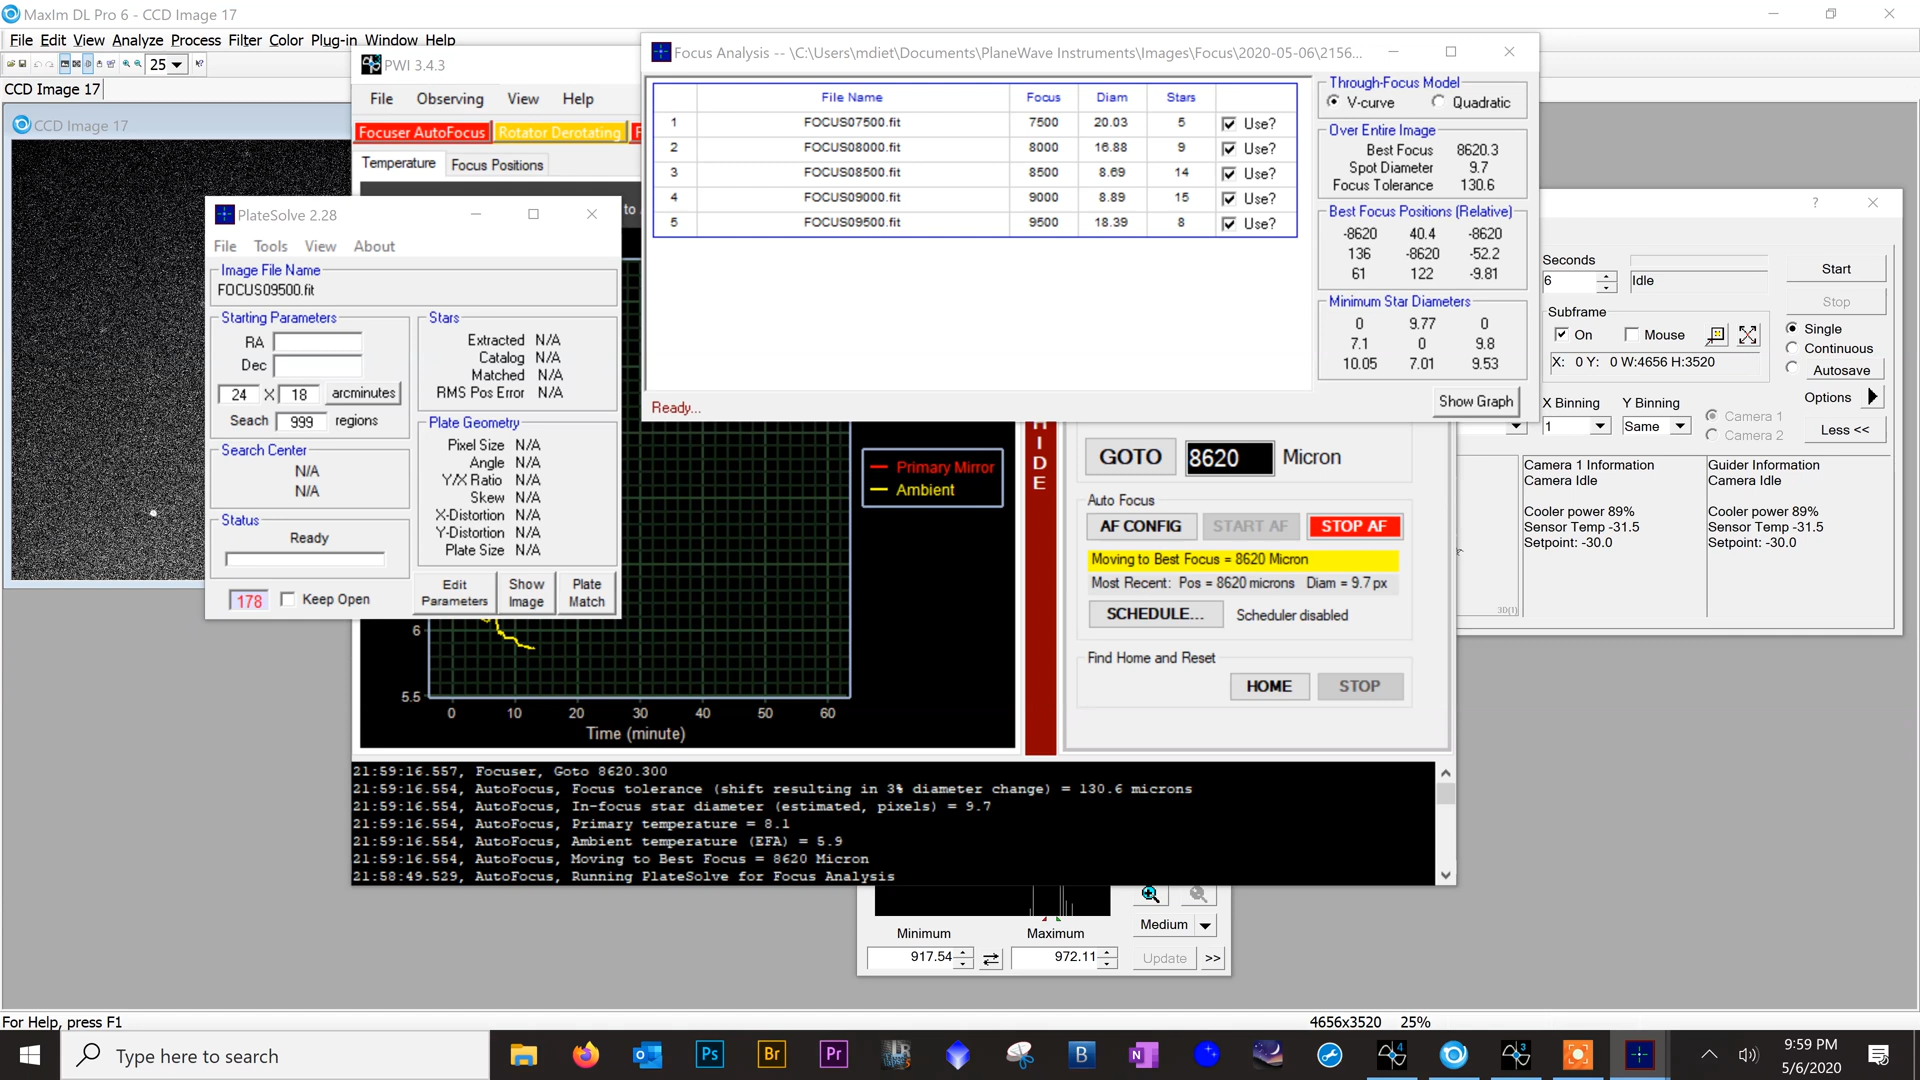 MaxIm DL Pro 6 - CCD Image 17
File Edit View Analyze Process Filter Color Plug-in Window Help
25
CCD Image 17
CCD Image 17
PWI 3.4.3
File Observing View Help
Focuser AutoFocus Rotator Derotating
Temperature Focus Positions
to
PlateSolve 2.28
File Tools View About
Image File Name
FOCUS09500.fit
Starting Parameters
RA
Dec
24 X 18 arcminutes
Seach 999 regions
Search Center
N/A
N/A
Status
Ready
178 Keep Open
Stars
Extracted N/A
Catalog N/A
Matched N/A
RMS Pos Error N/A
Plate Geometry
Pixel Size N/A
Angle N/A
Y/X Ratio N/A
Skew N/A
X-Distortion N/A
Y-Distortion N/A
Plate Size N/A
Edit Parameters Show Image Plate Match
Focus Analysis -- \C:\Users\mdiet\Documents\PlaneWave Instruments\Images\Focus\2020-05-06\2156...
File Name Focus Diam Stars
1 FOCUS07500.fit 7500 20.03 5 Use?
2 FOCUS08000.fit 8000 16.88 9 Use?
3 FOCUS08500.fit 8500 8.69 14 Use?
4 FOCUS09000.fit 9000 8.89 15 Use?
5 FOCUS09500.fit 9500 18.39 8 Use?
Ready...
Through-Focus Model
V-curve Quadratic
Over Entire Image
Best Focus 8620.3
Spot Diameter 9.7
Focus Tolerance 130.6
Best Focus Positions (Relative)
-8620 40.4 -8620
136 -8620 -52.2
61 122 -9.81
Minimum Star Diameters
0 9.77 0
7.1 0 9.8
10.05 7.01 9.53
Show Graph
?
Seconds
6 Idle
Start
Stop
Subframe
On Mouse
X: 0 Y: 0 W:4656 H:3520
Single
Continuous
Autosave
X Binning Y Binning
1 Same
Options
Camera 1
Camera 2
Less <<
Camera 1 Information
Camera Idle
Cooler power 89%
Sensor Temp -31.5
Setpoint: -30.0
Guider Information
Camera Idle
Cooler power 89%
Sensor Temp -31.5
Setpoint: -30.0
3D(1)
Primary Mirror
Ambient
6
5.5
0 10 20 30 40 50 60
Time (minute)
H
I
D
E
GOTO 8620 Micron
Auto Focus
AF CONFIG START AF STOP AF
Moving to Best Focus = 8620 Micron
Most Recent: Pos = 8620 microns Diam = 9.7 px
SCHEDULE... Scheduler disabled
Find Home and Reset
HOME STOP
21:59:16.557, Focuser, Goto 8620.300
21:59:16.554, AutoFocus, Focus tolerance (shift resulting in 3% diameter change) = 130.6 microns
21:59:16.554, AutoFocus, In-focus star diameter (estimated, pixels) = 9.7
21:59:16.554, AutoFocus, Primary temperature = 8.1
21:59:16.554, AutoFocus, Ambient temperature (EFA) = 5.9
21:59:16.554, AutoFocus, Moving to Best Focus = 8620 Micron
21:58:49.529, AutoFocus, Running PlateSolve for Focus Analysis
Minimum Maximum
917.54 972.11
Medium
Update >>
For Help, press F1
4656x3520 25%
Type here to search
Ps Br Pr B N 4 3
9:59 PM
5/6/2020